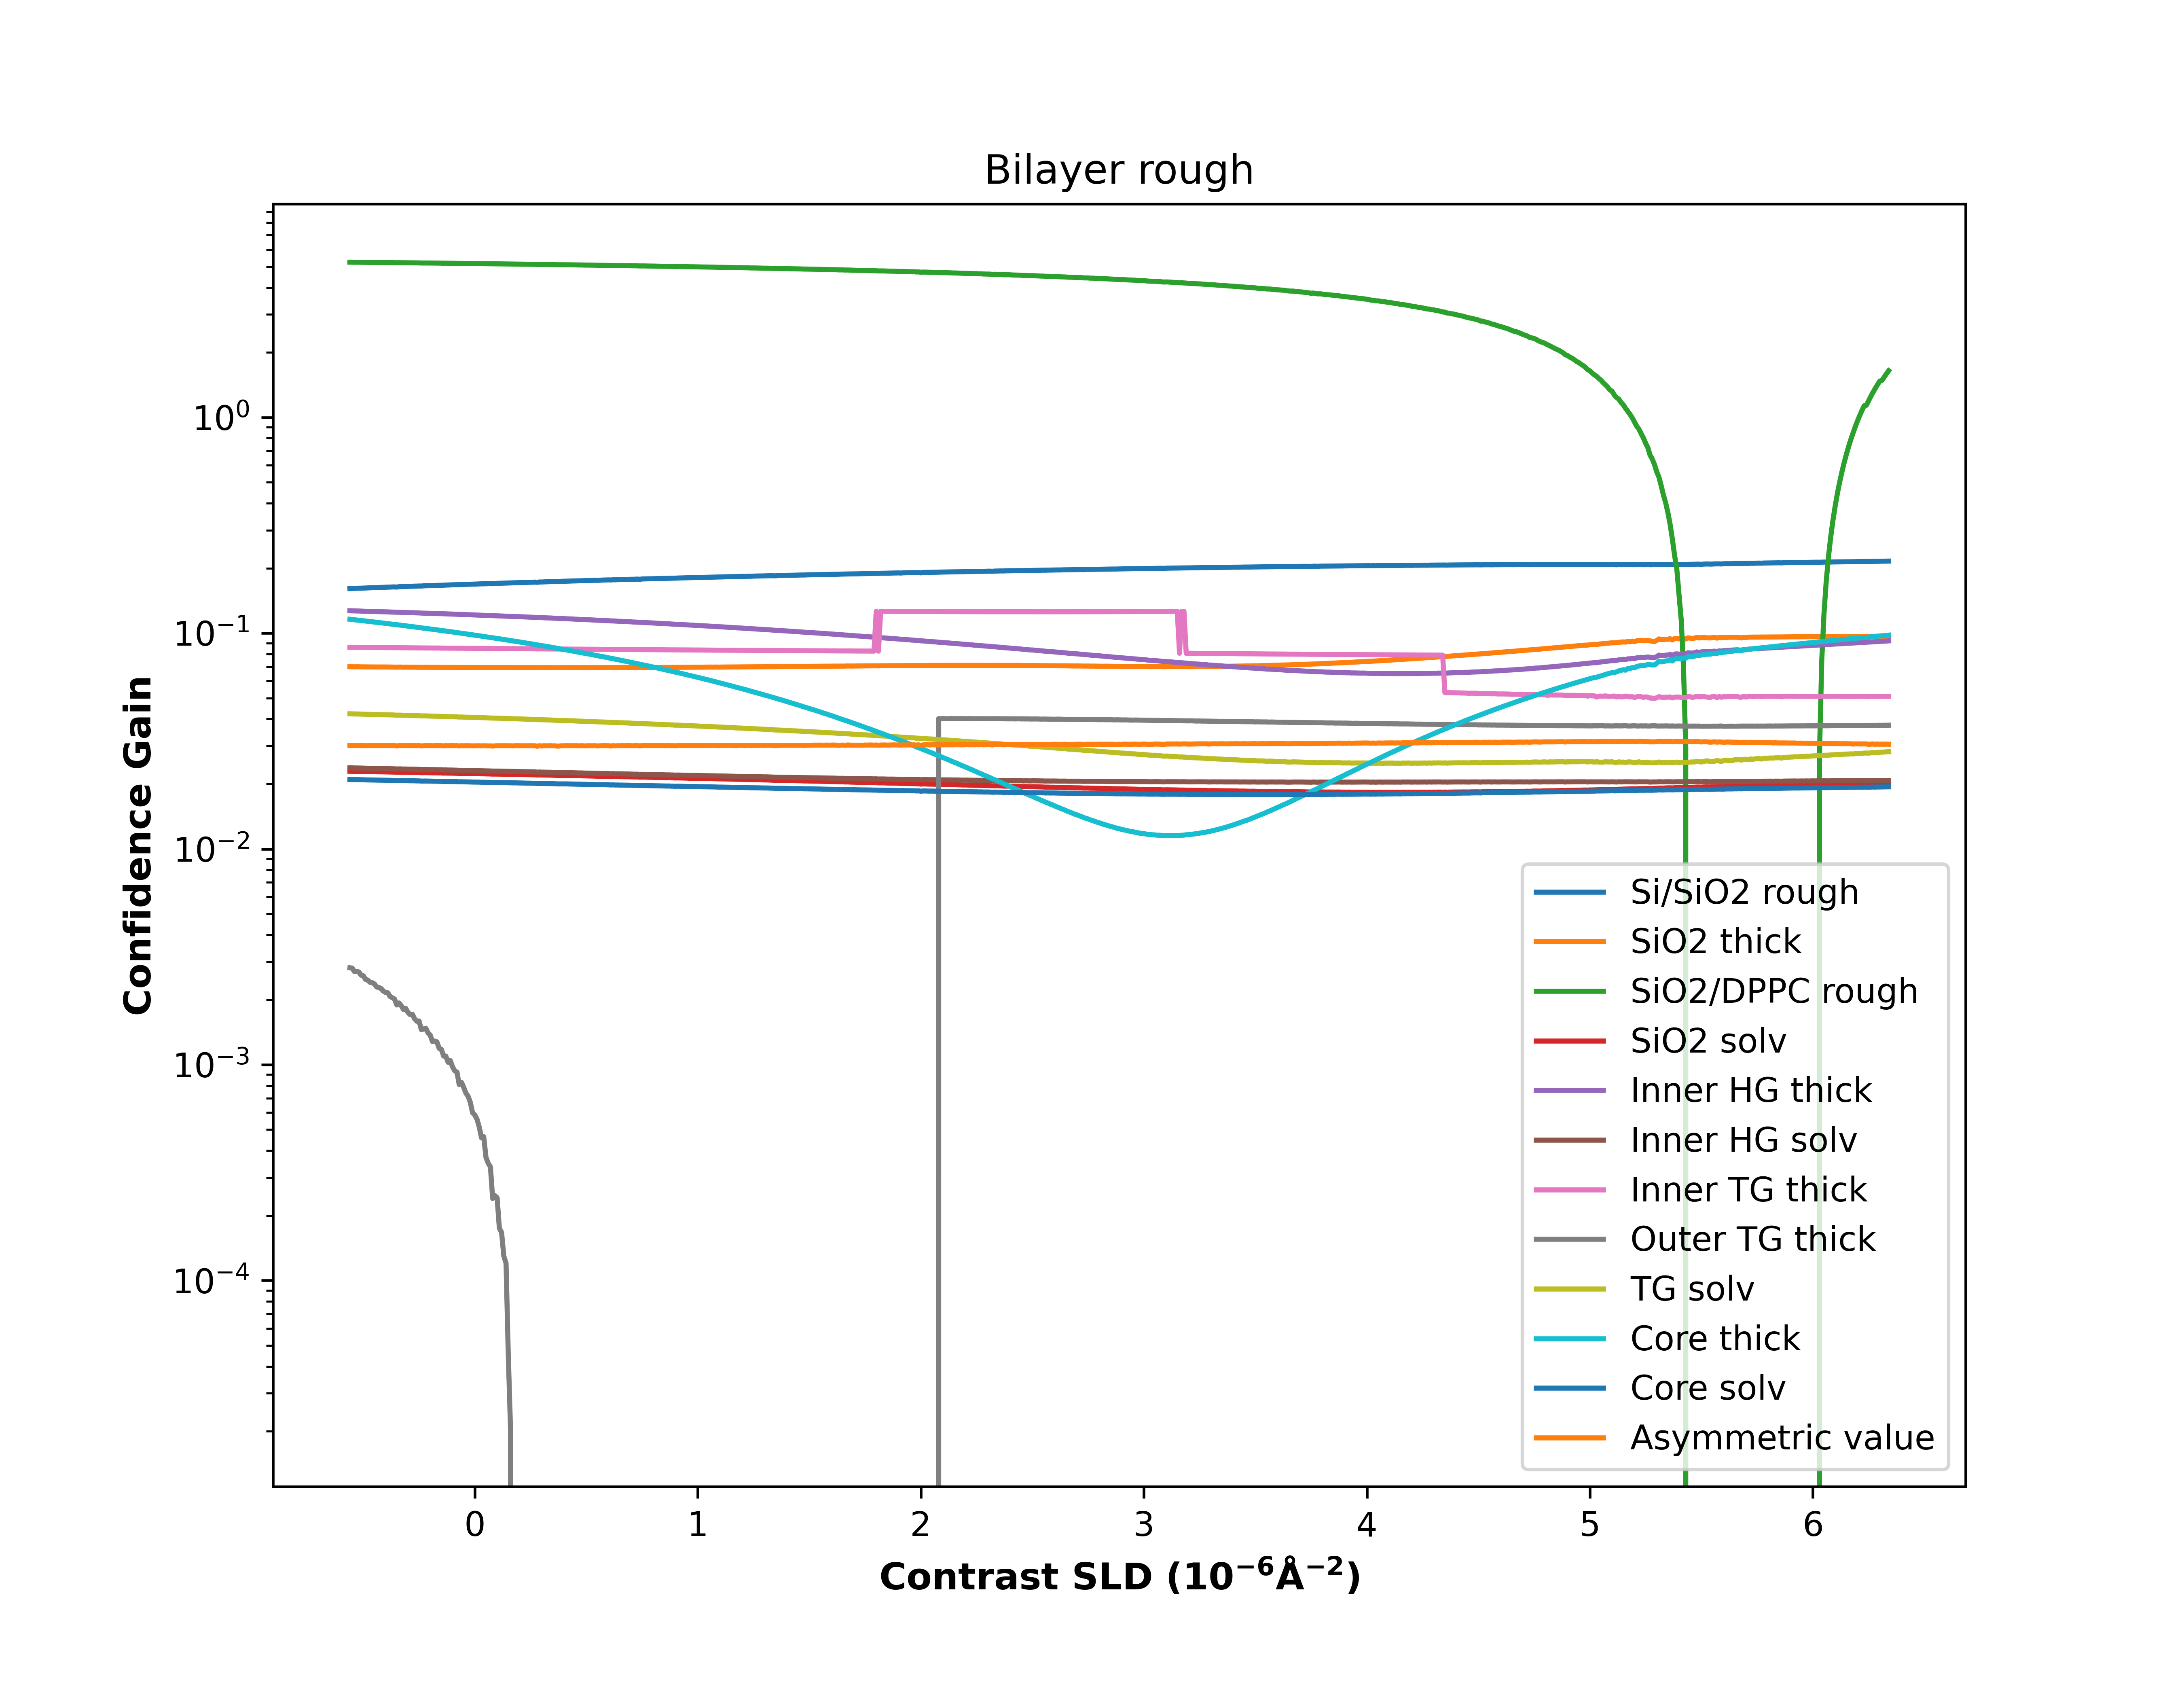 Bilayer rough
Confidence Gain
10⁰
10⁻¹
10⁻²
10⁻³
10⁻⁴
Si/SiO2 rough
SiO2 thick
SiO2/DPPC rough
SiO2 solv
Inner HG thick
Inner HG solv
Inner TG thick
Outer TG thick
TG solv
Core thick
Core solv
Asymmetric value
0 1 2 3 4 5 6
Contrast SLD (10⁻⁶Å⁻²)